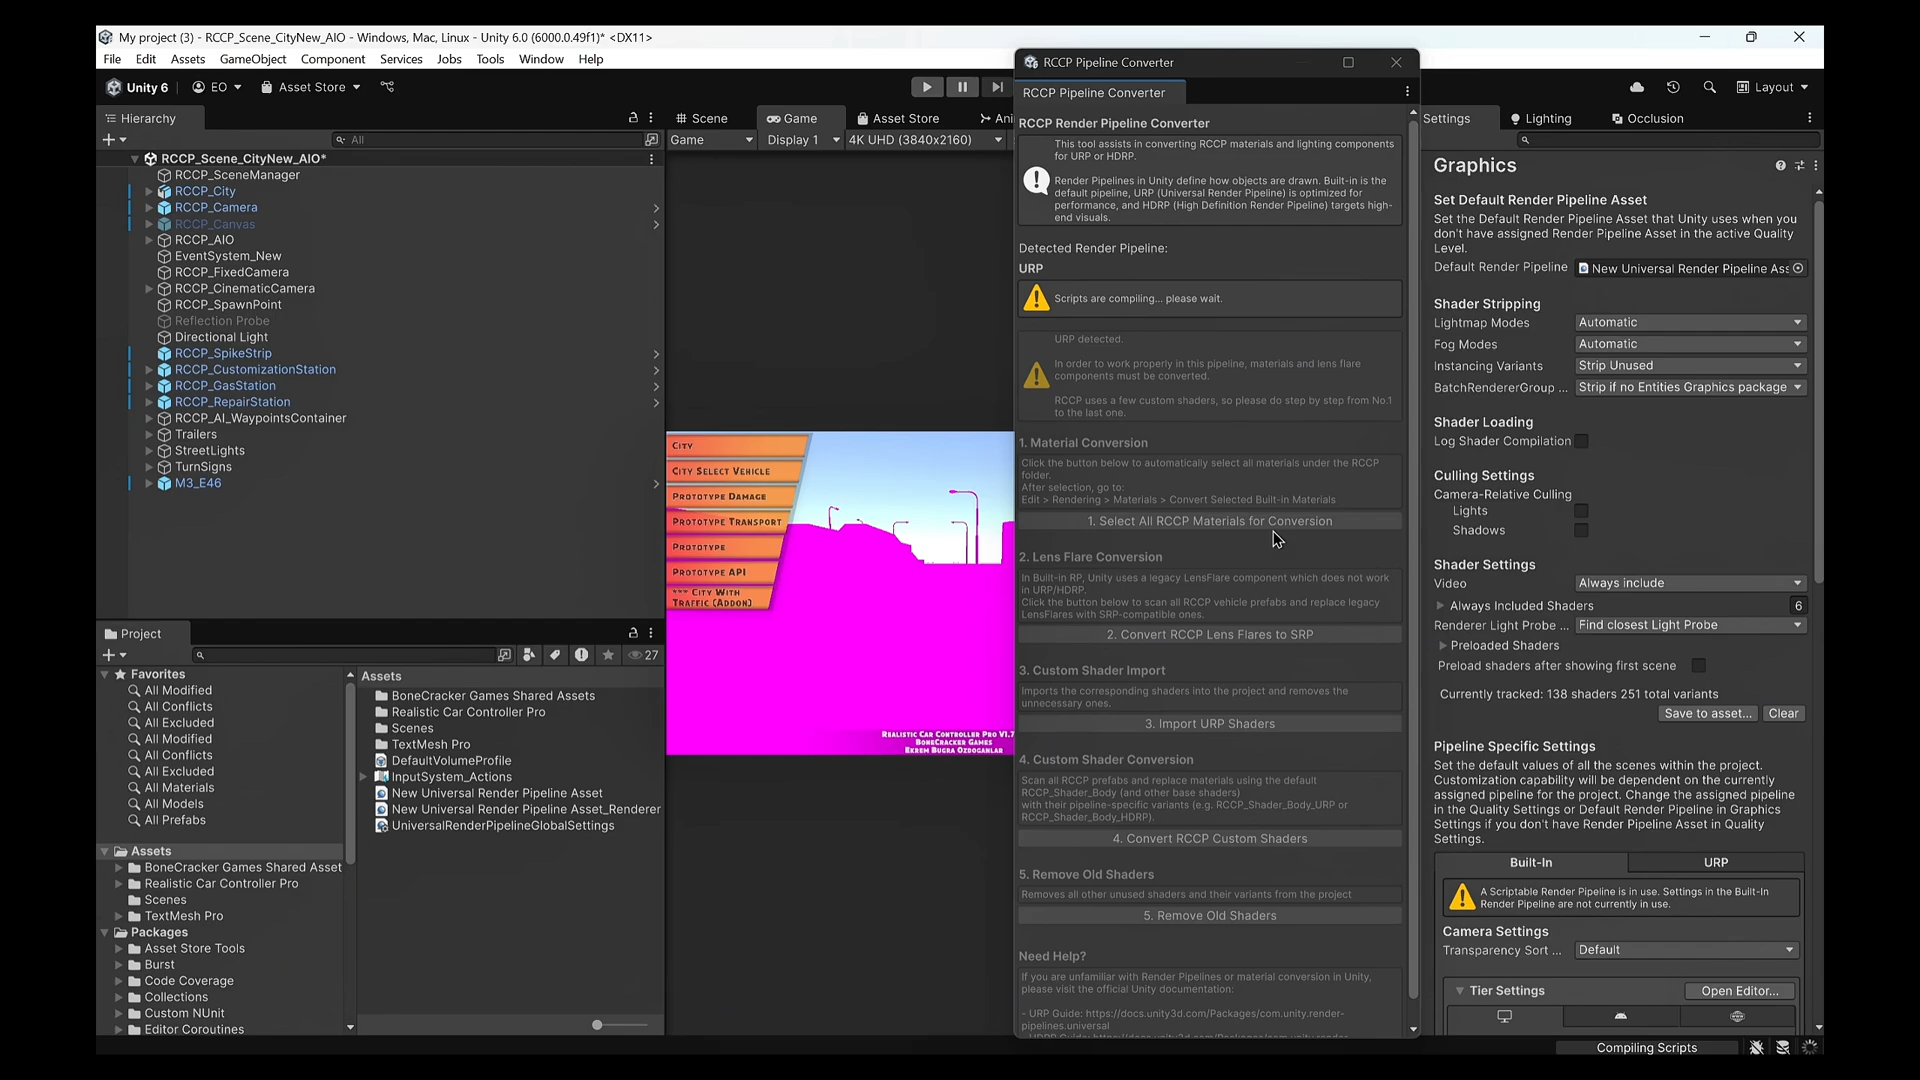 My project (3) - RCCP_Scene_CityNew_AIO - Windows, Mac, Linux - Unity 6.0 (6000.0.49f1)* <DX11>
File Edit Assets GameObject Component Services Jobs Tools Window Help
Unity 6 EO Asset Store Layout
Hierarchy
All
RCCP_Scene_CityNew_AIO*
RCCP_SceneManager
RCCP_City
RCCP_Camera
RCCP_Canvas
RCCP_AIO
EventSystem_New
RCCP_FixedCamera
RCCP_CinematicCamera
RCCP_SpawnPoint
Reflection Probe
Directional Light
RCCP_SpikeStrip
RCCP_CustomizationStation
RCCP_GasStation
RCCP_RepairStation
RCCP_AI_WaypointsContainer
Trailers
StreetLights
TurnSigns
M3_E46
Scene Game Asset Store Ani
Game Display 1 4K UHD (3840x2160)
City
City Select Vehicle
Prototype Damage
Prototype Transport
Prototype
Prototype API
*** City With
Traffic (Addon)
Realistic Car Controller Pro V1.7
BoneCracker Games
Ekrem Bugra Ozdoganlar
RCCP Pipeline Converter
RCCP Pipeline Converter
RCCP Render Pipeline Converter
This tool assists in converting RCCP materials and lighting components
for URP or HDRP.
Render Pipelines in Unity define how objects are drawn. Built-in is the
default pipeline, URP (Universal Render Pipeline) is optimized for
performance, and HDRP (High Definition Render Pipeline) targets high-
end visuals.
Detected Render Pipeline:
URP
Scripts are compiling... please wait.
URP detected.
In order to work properly in this pipeline, materials and lens flare
components must be converted.
RCCP uses a few custom shaders, so please do step by step from No.1
to the last one.
1. Material Conversion
Click the button below to automatically select all materials under the RCCP
folder.
After selection, go to:
Edit > Rendering > Materials > Convert Selected Built-in Materials
1. Select All RCCP Materials for Conversion
2. Lens Flare Conversion
In Built-in RP, Unity uses a legacy LensFlare component which does not work
in URP/HDRP.
Click the button below to scan all RCCP vehicle prefabs and replace legacy
LensFlares with SRP-compatible ones.
2. Convert RCCP Lens Flares to SRP
3. Custom Shader Import
Imports the corresponding shaders into the project and removes the
unnecessary ones.
3. Import URP Shaders
4. Custom Shader Conversion
Scan all RCCP prefabs and replace materials using the default
RCCP_Shader_Body (and other base shaders)
with their pipeline-specific variants (e.g. RCCP_Shader_Body_URP or
RCCP_Shader_Body_HDRP).
4. Convert RCCP Custom Shaders
5. Remove Old Shaders
Removes all other unused shaders and their variants from the project
5. Remove Old Shaders
Need Help?
If you are unfamiliar with Render Pipelines or material conversion in Unity,
please visit the official Unity documentation:
- URP Guide: https://docs.unity3d.com/Packages/com.unity.render-
pipelines.universal
Settings Lighting Occlusion
Graphics
Set Default Render Pipeline Asset
Set the Default Render Pipeline Asset that Unity uses when you
don't have assigned Render Pipeline Asset in the active Quality
Level.
Default Render Pipeline New Universal Render Pipeline Ass
Shader Stripping
Lightmap Modes Automatic
Fog Modes Automatic
Instancing Variants Strip Unused
BatchRendererGroup ... Strip if no Entities Graphics package
Shader Loading
Log Shader Compilation
Culling Settings
Camera-Relative Culling
Lights
Shadows
Shader Settings
Video Always include
Always Included Shaders 6
Renderer Light Probe ... Find closest Light Probe
Preloaded Shaders
Preload shaders after showing first scene
Currently tracked: 138 shaders 251 total variants
Save to asset... Clear
Pipeline Specific Settings
Set the default values of all the scenes within the project.
Customization capability will be dependent on the currently
assigned pipeline for the project. Change the assigned pipeline
in the Quality Settings or Default Render Pipeline in Graphics
Settings if you don't have Render Pipeline Asset in Quality
Settings.
Built-In URP
A Scriptable Render Pipeline is in use. Settings in the Built-In
Render Pipeline are not currently in use.
Camera Settings
Transparency Sort ... Default
Tier Settings Open Editor...
Project
27
Favorites
All Modified
All Conflicts
All Excluded
All Modified
All Conflicts
All Excluded
All Materials
All Models
All Prefabs
Assets
BoneCracker Games Shared Asset
Realistic Car Controller Pro
Scenes
TextMesh Pro
Packages
Asset Store Tools
Burst
Code Coverage
Collections
Custom NUnit
Editor Coroutines
Assets
BoneCracker Games Shared Assets
Realistic Car Controller Pro
Scenes
TextMesh Pro
DefaultVolumeProfile
InputSystem_Actions
New Universal Render Pipeline Asset
New Universal Render Pipeline Asset_Renderer
UniversalRenderPipelineGlobalSettings
Compiling Scripts